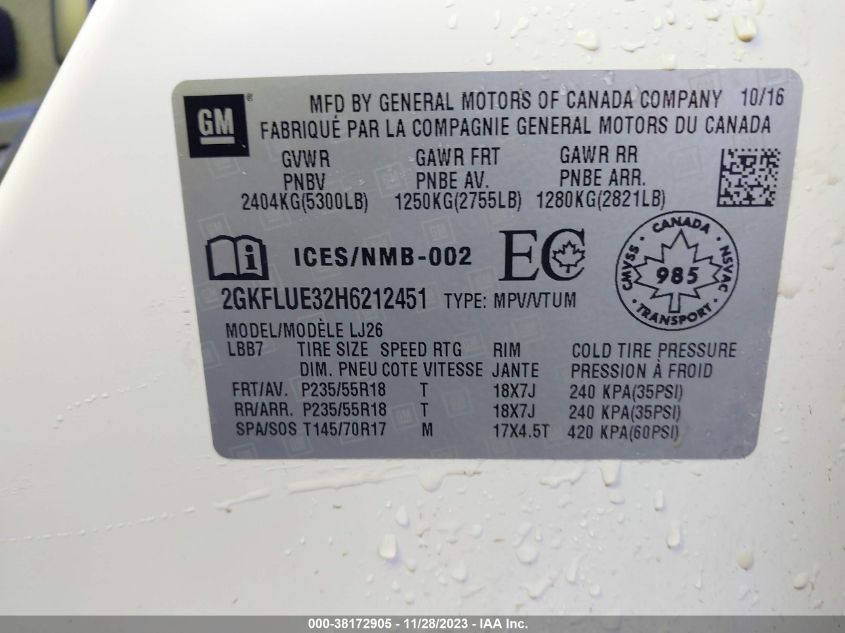 GM ® MFD BY GENERAL MOTORS OF CANADA COMPANY 10/16
FABRIQUÉ PAR LA COMPAGNIE GENERAL MOTORS DU CANADA
GVWR GAWR FRT GAWR RR
PNBV PNBE AV. PNBE ARR.
2404KG(5300LB) 1250KG(2755LB) 1280KG(2821LB)
i ICES/NMB-002 EC
CANADA
CMVSS 985 NSVAC
TRANSPORT
2GKFLUE32H6212451 TYPE: MPV/VTUM
MODEL/MODÈLE LJ26
LBB7 TIRE SIZE SPEED RTG RIM COLD TIRE PRESSURE
DIM. PNEU COTE VITESSE JANTE PRESSION À FROID
FRT/AV. P235/55R18 T 18X7J 240 KPA(35PSI)
RR/ARR. P235/55R18 T 18X7J 240 KPA(35PSI)
SPA/SOS T145/70R17 M 17X4.5T 420 KPA(60PSI)
000-38172905 - 11/28/2023 - IAA Inc.